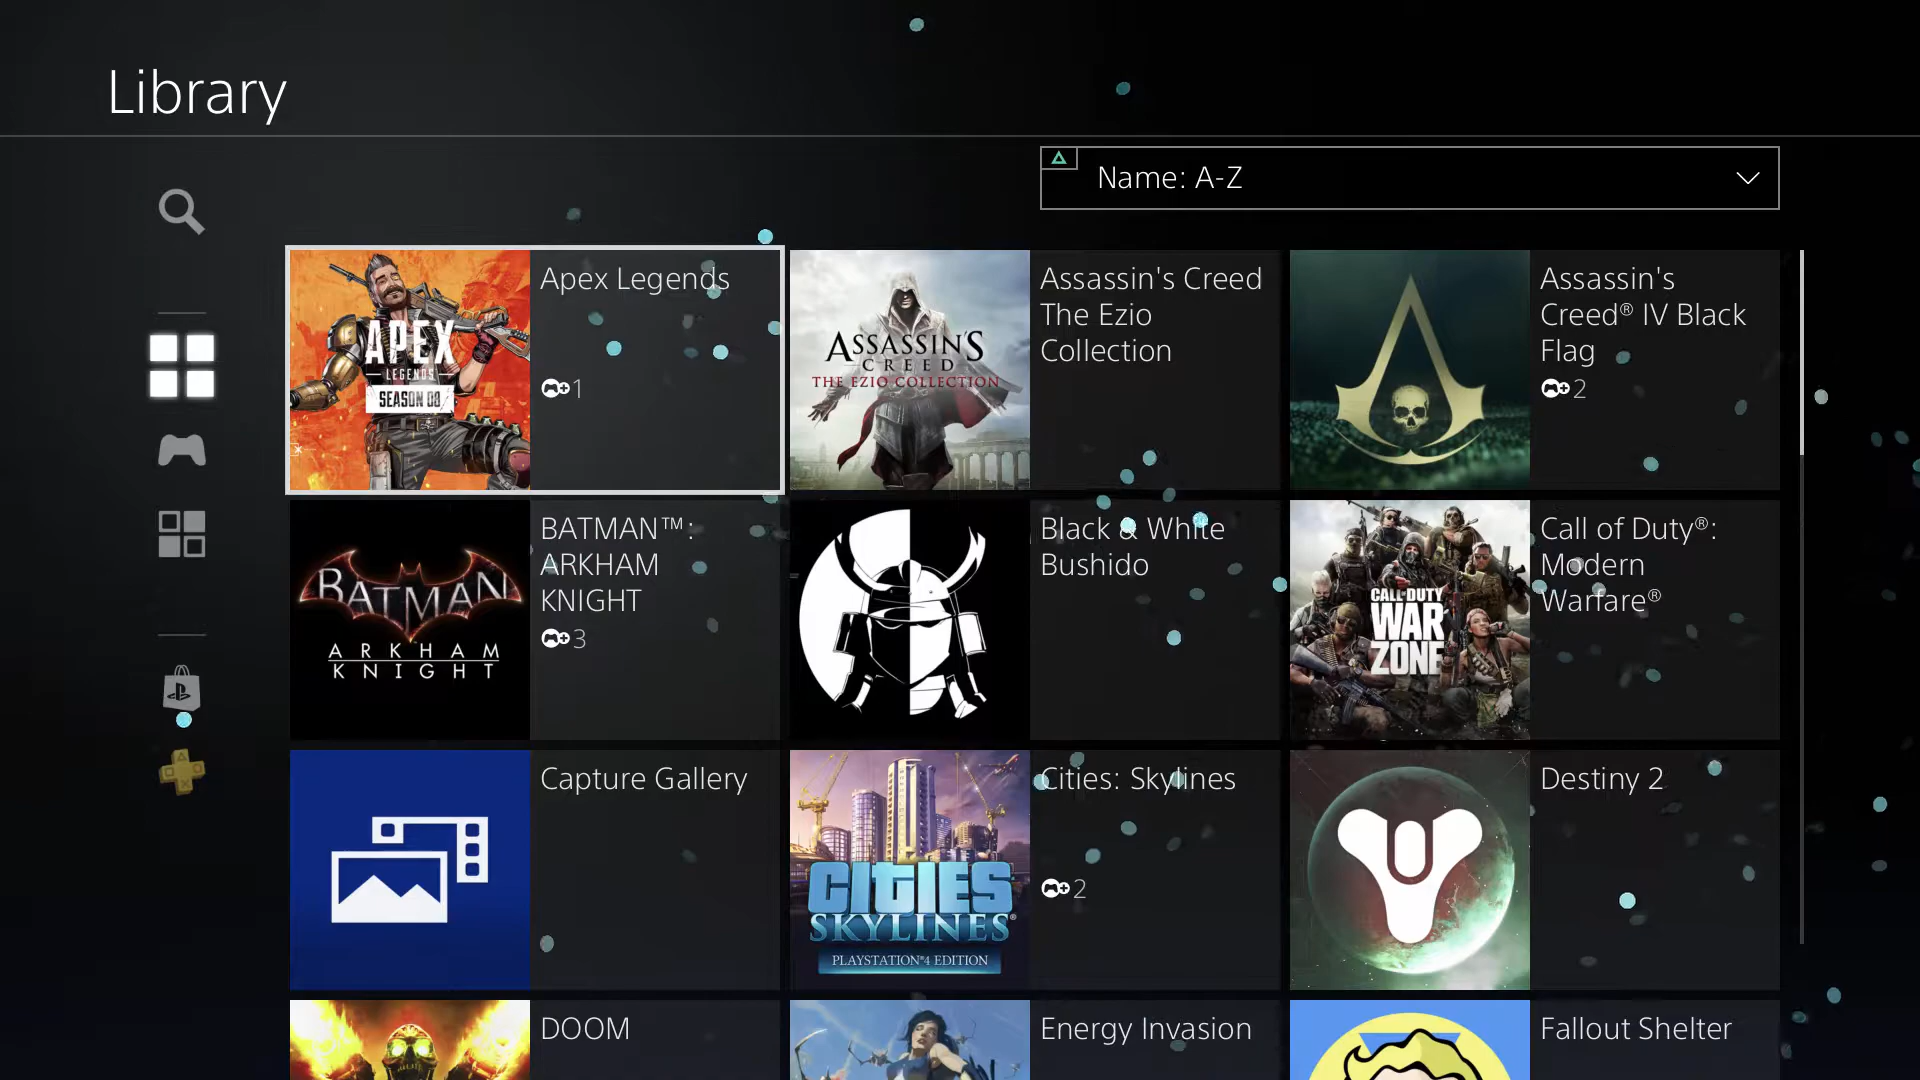 Library
Name: A-Z
APEX
LEGENDS
SEASON 08
Apex Legends
1
ASSASSIN'S
CREED
THE EZIO COLLECTION
Assassin's Creed
The Ezio
Collection
Assassin's
Creed® IV Black
Flag
2
BATMAN
ARKHAM
KNIGHT
BATMAN™:
ARKHAM
KNIGHT
3
Black & White
Bushido
CALL OF DUTY
WAR
ZONE
Call of Duty®:
Modern
Warfare®
Capture Gallery
CITIES
SKYLINES®
PLAYSTATION®4 EDITION
Cities: Skylines
2
Destiny 2
DOOM
Energy Invasion
Fallout Shelter